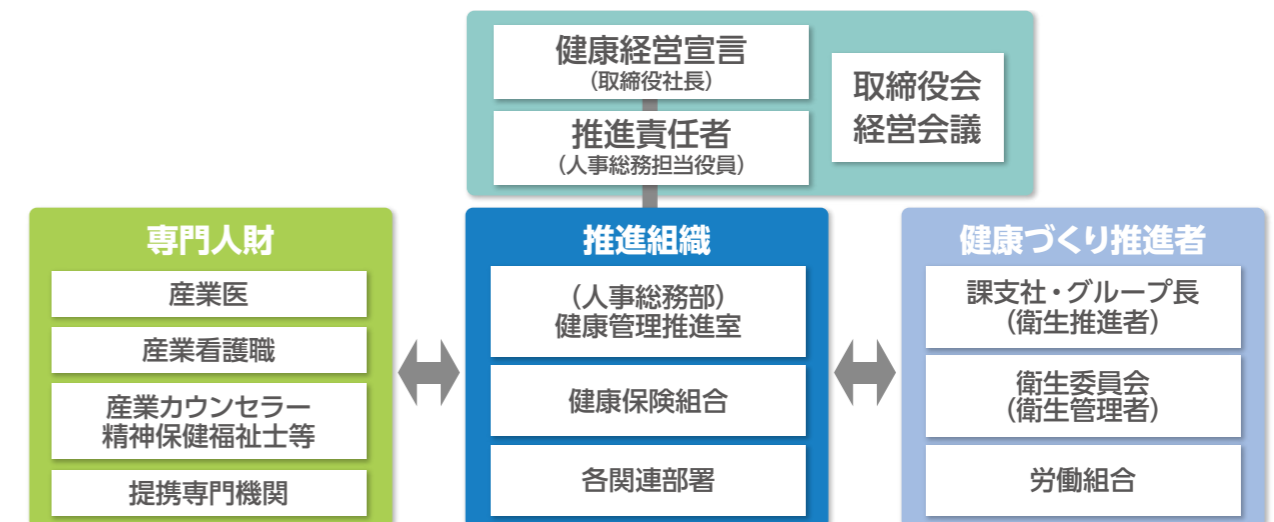 健康経営宣言
（取締役社長）
推進責任者
（人事総務担当役員）
取締役会
経営会議
専門人財
産業医
産業看護職
産業カウンセラー
精神保健福祉士等
提携専門機関
推進組織
（人事総務部）
健康管理推進室
健康保険組合
各関連部署
健康づくり推進者
課支社・グループ長
（衛生推進者）
衛生委員会
（衛生管理者）
労働組合